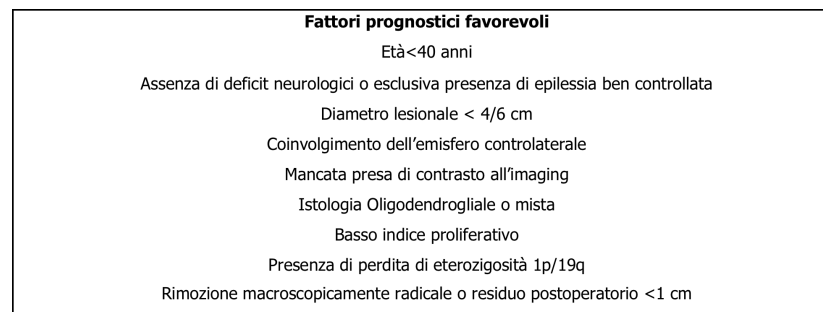 Fattori prognostici favorevoli
Età<40 anni
Assenza di deficit neurologici o esclusiva presenza di epilessia ben controllata
Diametro lesionale < 4/6 cm
Coinvolgimento dell’emisfero controlaterale
Mancata presa di contrasto all’imaging
Istologia Oligodendrogliale o mista
Basso indice proliferativo
Presenza di perdita di eterozigosità 1p/19q
Rimozione macroscopicamente radicale o residuo postoperatorio <1 cm